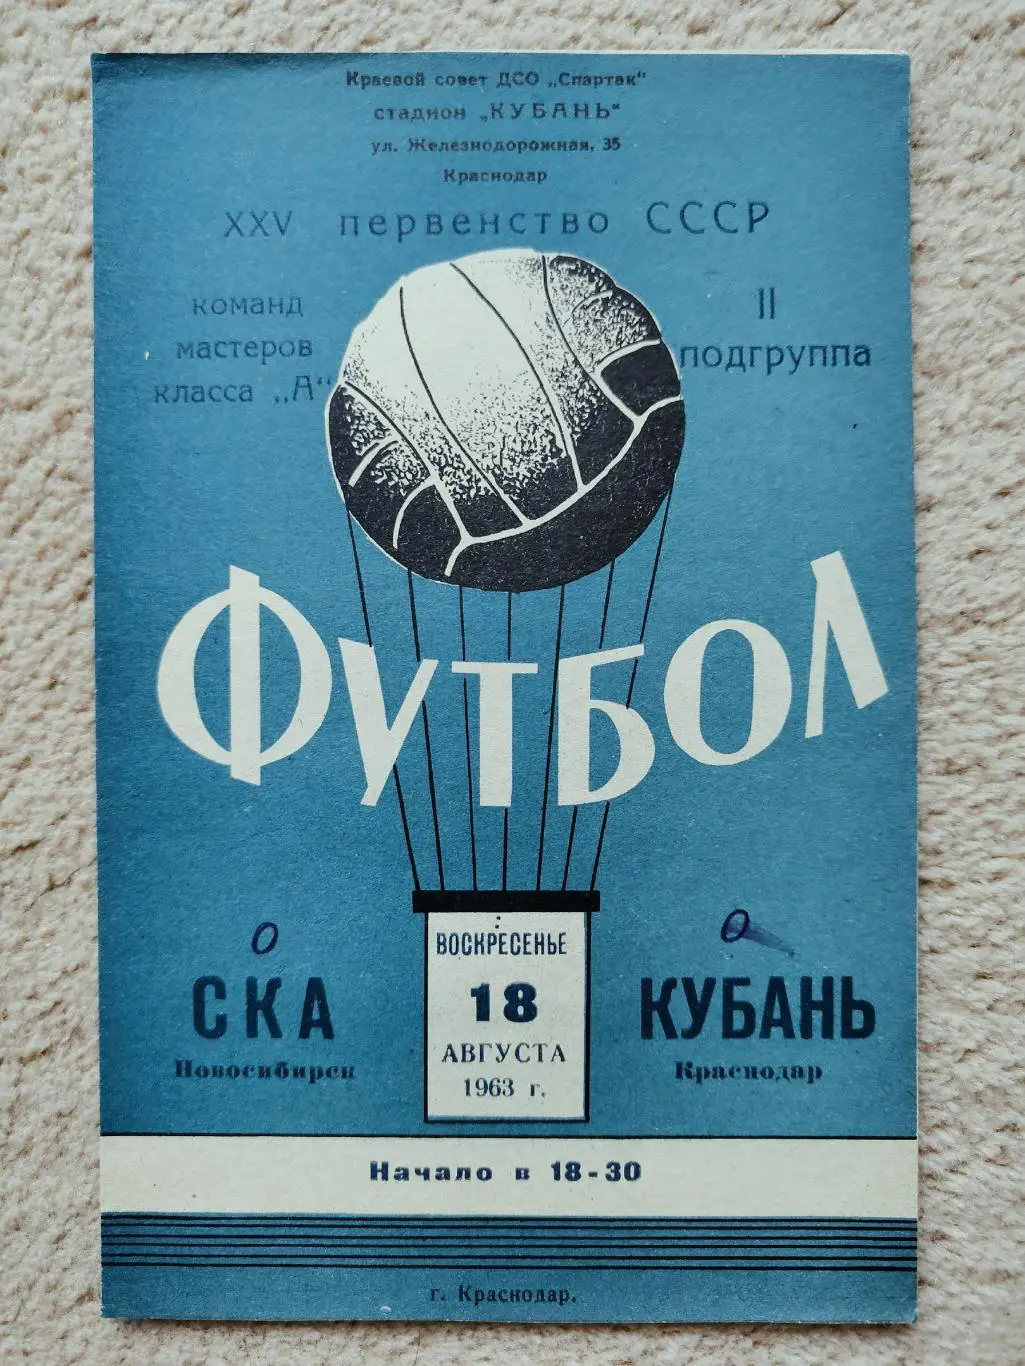 Краевой совет ДСО „Спартак"
стадион „КУБАНЬ"
ул. Железнодорожная, 35
Краснодар
XXV первенство СССР
команд
мастеров
класса „А"
II
подгруппа
ФУТБОЛ
0
СКА
Новосибирск
ВОСКРЕСЕНЬЕ
18
АВГУСТА
1963 г.
0
КУБАНЬ
Краснодар
Начало в 18-30
г. Краснодар.